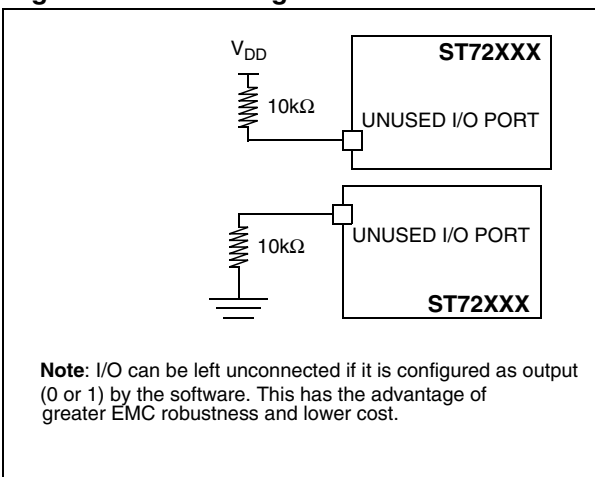 V_DD
ST72XXX
10kΩ
UNUSED I/O PORT
10kΩ
UNUSED I/O PORT
ST72XXX
Note: I/O can be left unconnected if it is configured as output
(0 or 1) by the software. This has the advantage of
greater EMC robustness and lower cost.